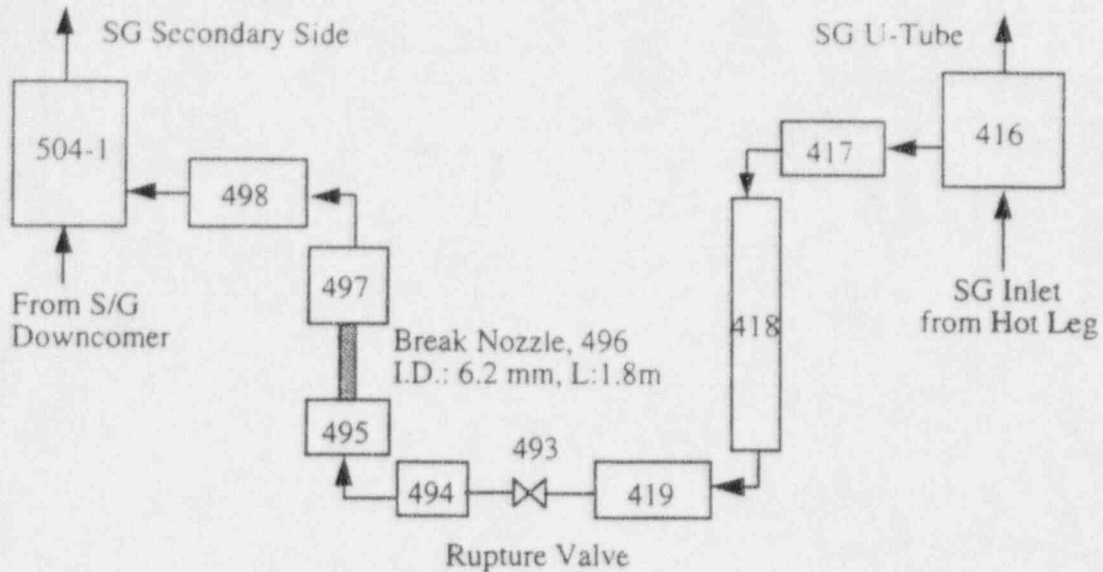 SG Secondary Side
SG U-Tube
504-1
498
417
416
497
From S/G
Downcomer
Break Nozzle, 496
I.D.: 6.2 mm, L:1.8m
418
SG Inlet
from Hot Leg
495
493
494
419
Rupture Valve